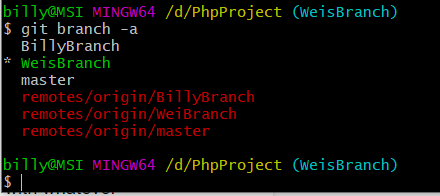 billy@MSI MINGW64 /d/PhpProject (WeisBranch)
$ git branch -a
  BillyBranch
* WeisBranch
  master
  remotes/origin/BillyBranch
  remotes/origin/WeiBranch
  remotes/origin/master

billy@MSI MINGW64 /d/PhpProject (WeisBranch)
$